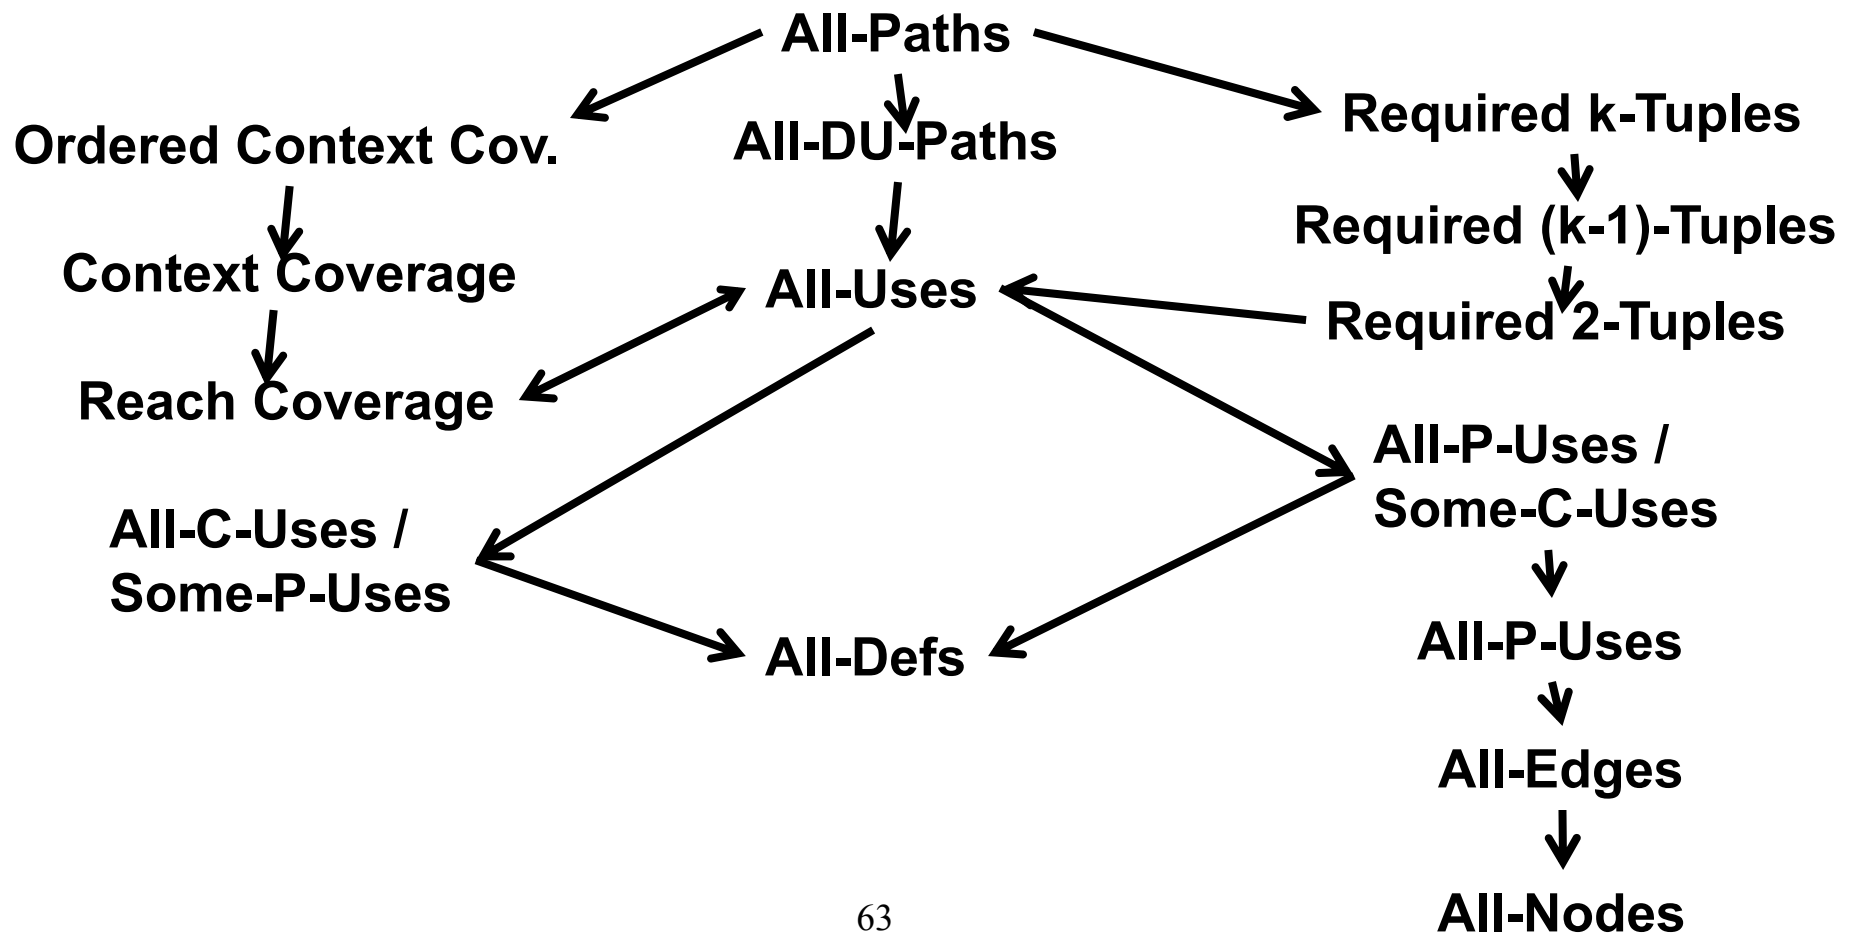 All-Paths
Ordered Context Cov.
All-DU-Paths
Required k-Tuples
Required (k-1)-Tuples
Context Coverage
All-Uses
Required 2-Tuples
Reach Coverage
All-P-Uses /
Some-C-Uses
All-C-Uses /
Some-P-Uses
All-P-Uses
All-Defs
All-Edges
All-Nodes
63